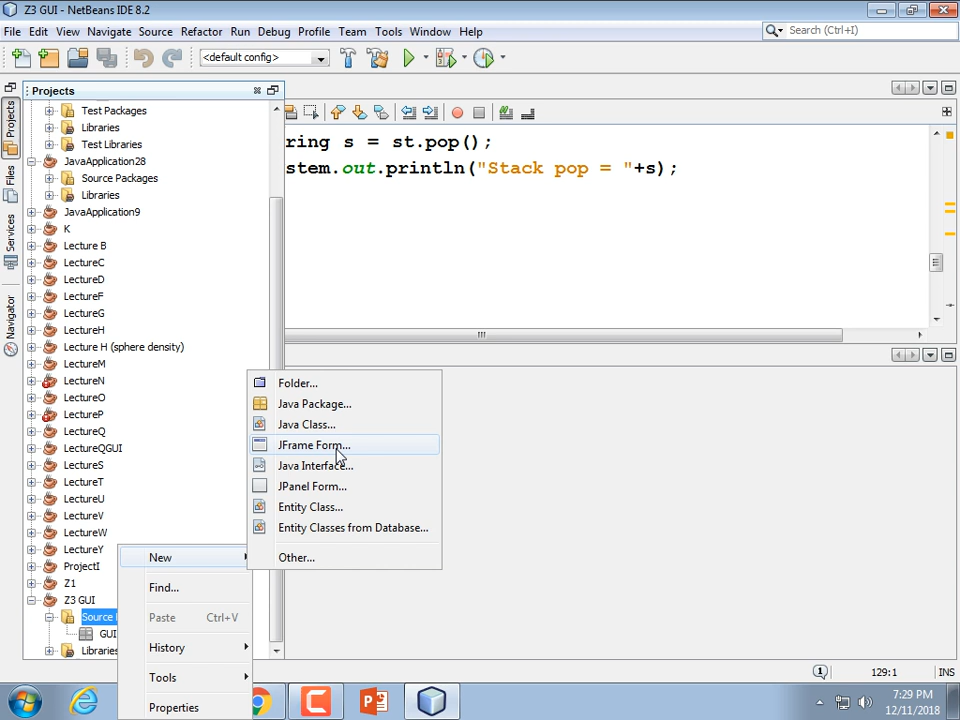 Z3 GUI - NetBeans IDE 8.2
File Edit View Navigate Source Refactor Run Debug Profile Team Tools Window Help
Search (Ctrl+I)
<default config>
Projects
Projects
Files
Services
Navigator
Test Packages
Libraries
Test Libraries
JavaApplication28
Source Packages
Libraries
JavaApplication9
K
Lecture B
LectureC
LectureD
LectureF
LectureG
LectureH
Lecture H (sphere density)
LectureM
LectureN
LectureO
LectureP
LectureQ
LectureQGUI
LectureS
LectureT
LectureU
LectureV
LectureW
LectureY
ProjectI
Z1
Z3 GUI
Source
GUI
Libraries
ring s = st.pop();
stem.out.println("Stack pop = "+s);
New
Find...
Paste Ctrl+V
History
Tools
Properties
Folder...
Java Package...
Java Class...
JFrame Form...
Java Interface...
JPanel Form...
Entity Class...
Entity Classes from Database...
Other...
129:1 INS
7:29 PM
12/11/2018